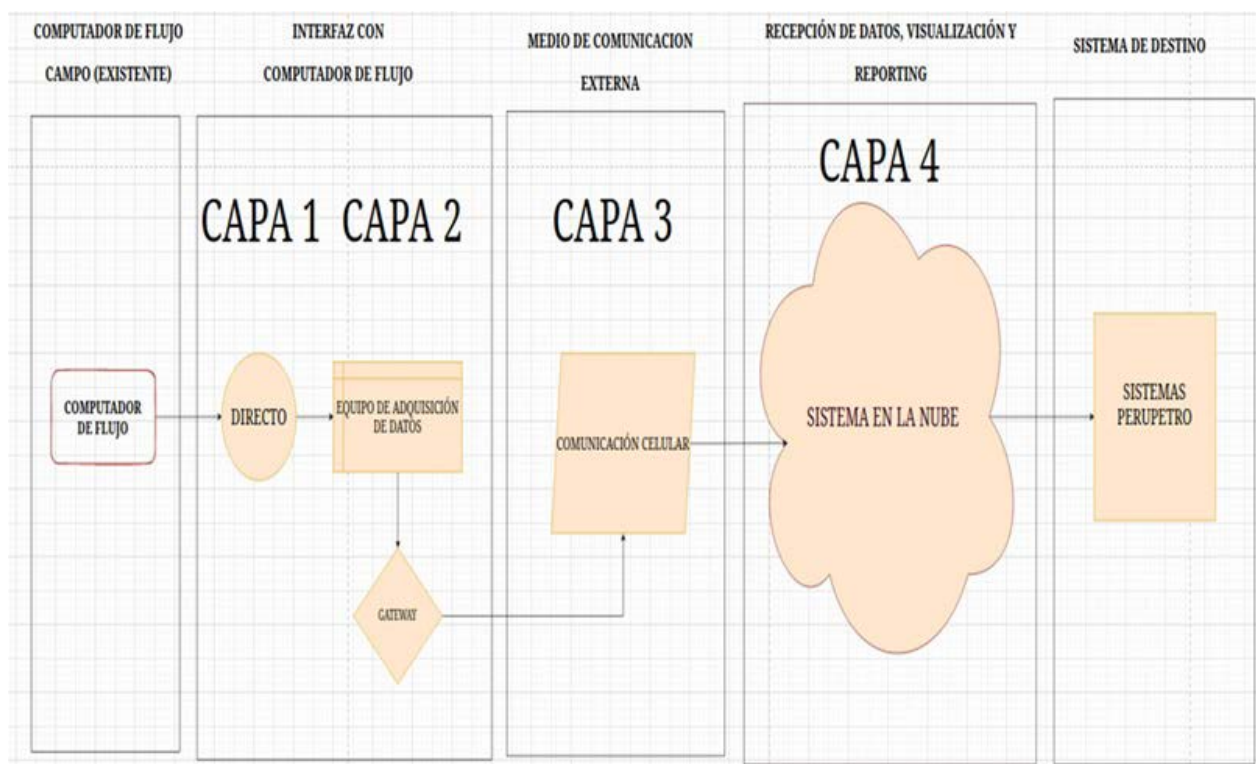 COMPUTADOR DE FLUJO
CAMPO (EXISTENTE)
INTERFAZ CON
COMPUTADOR DE FLUJO
MEDIO DE COMUNICACION
EXTERNA
RECEPCIÓN DE DATOS, VISUALIZACIÓN Y
REPORTING
SISTEMA DE DESTINO
CAPA 1
CAPA 2
CAPA 3
CAPA 4
COMPUTADOR
DE FLUJO
DIRECTO
EQUIPO DE ADQUISICIÓN
DE DATOS
GATEWAY
COMUNICACIÓN CELULAR
SISTEMA EN LA NUBE
SISTEMAS
PERUPETRO